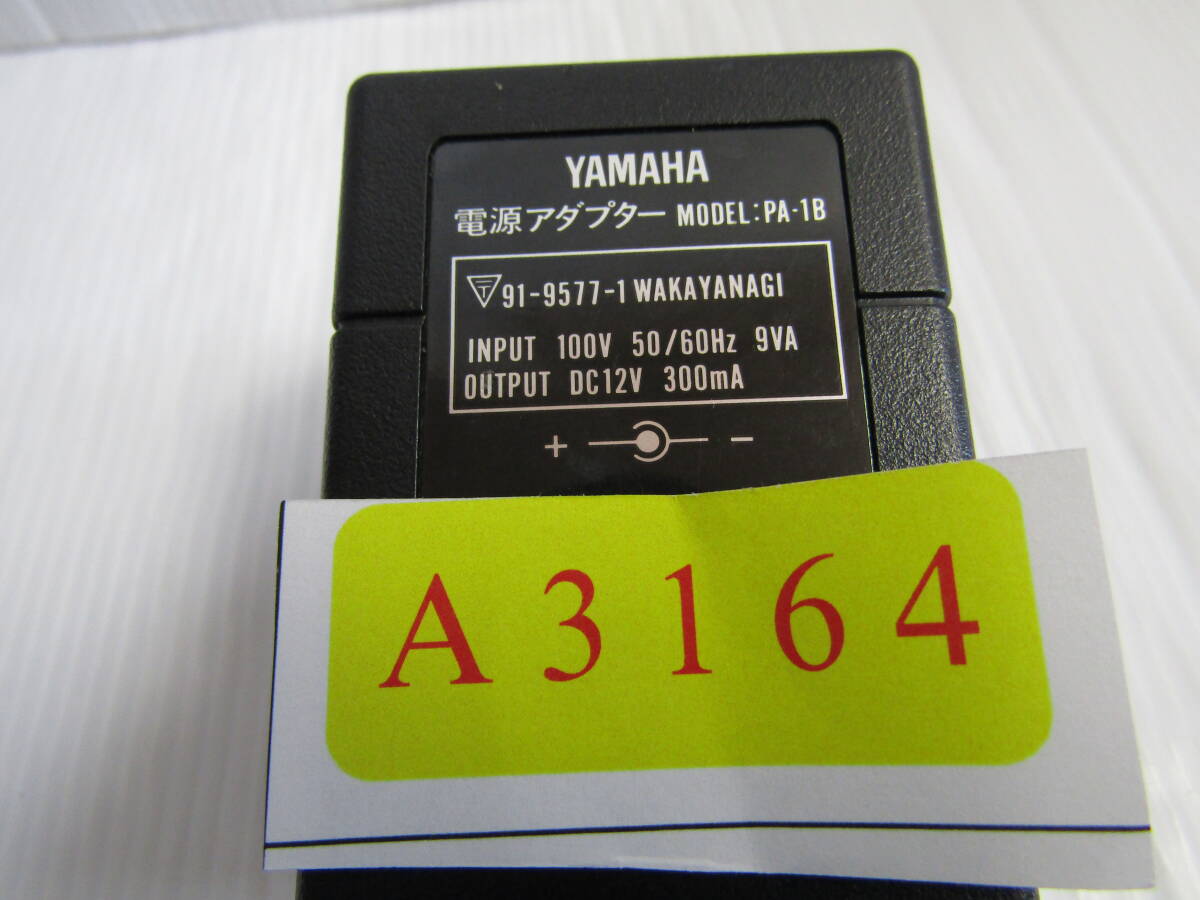 YAMAHA
電源アダプター MODEL:PA-1B
91-9577-1 WAKAYANAGI
INPUT 100V 50/60Hz 9VA
OUTPUT DC12V 300mA
+ −
A3164